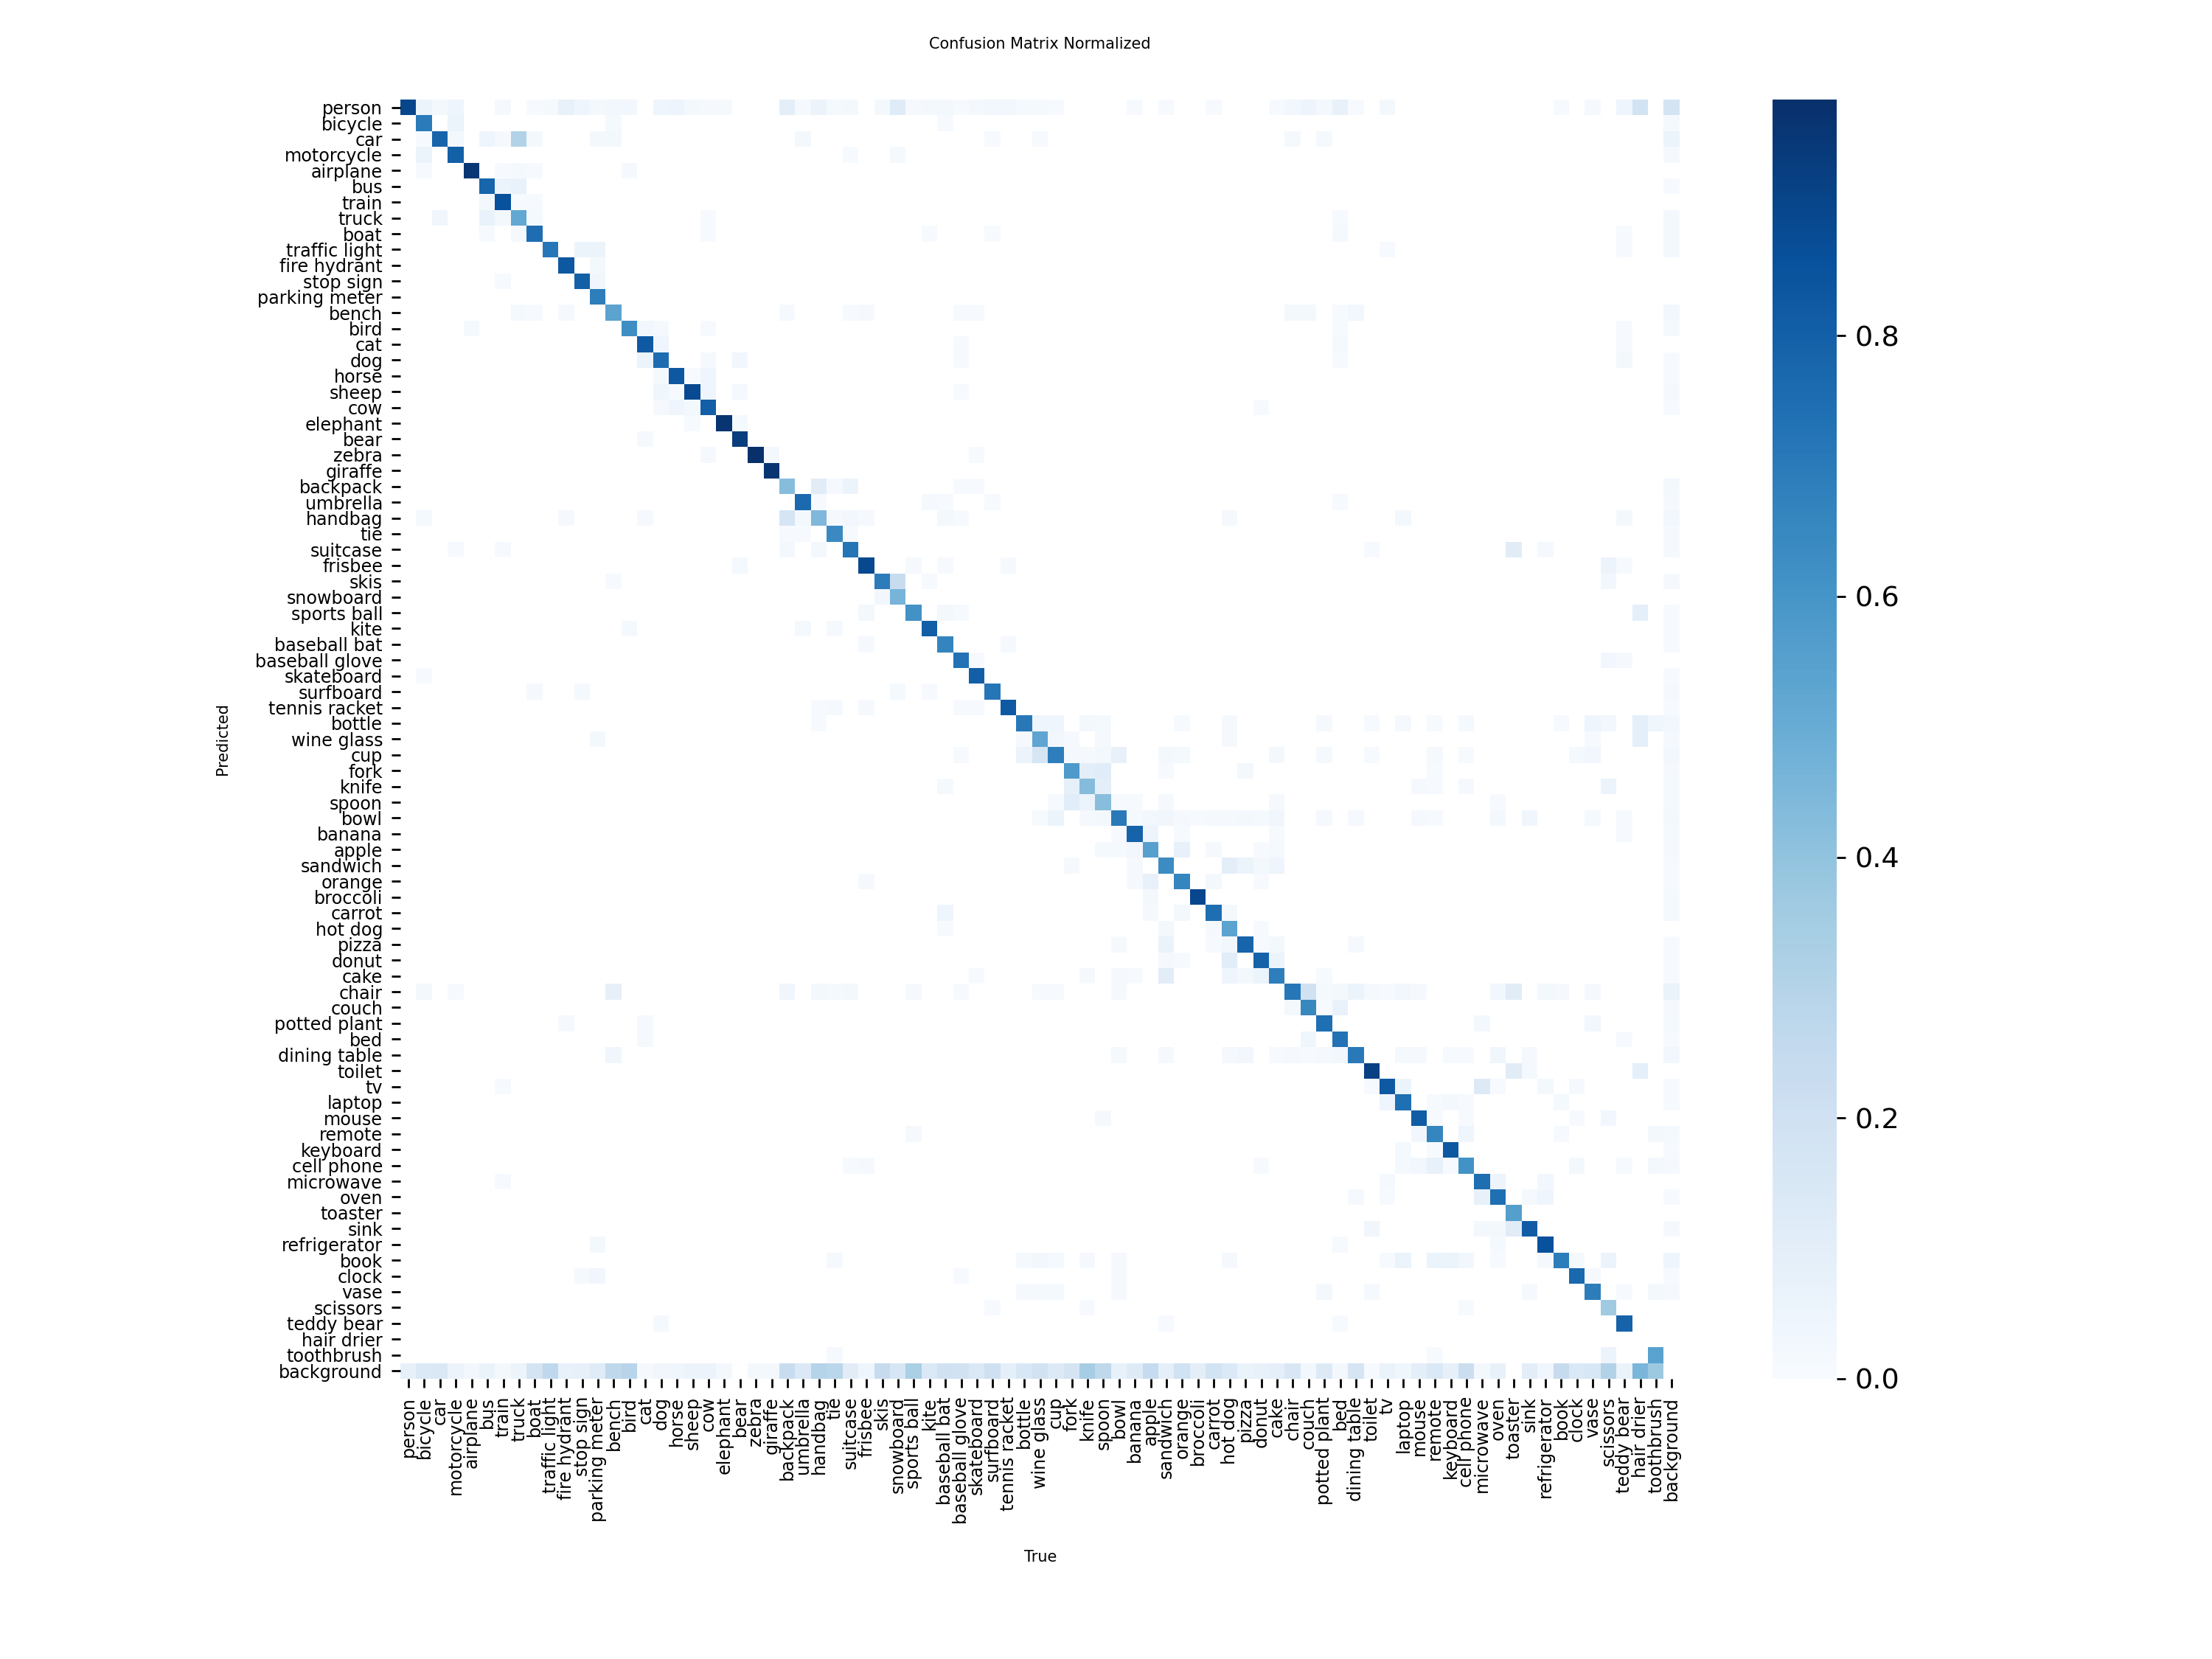 Confusion Matrix Normalized
person
bicycle
car
motorcycle
airplane
bus
train
truck
boat
traffic light
fire hydrant
stop sign
parking meter
bench
bird
cat
dog
horse
sheep
cow
elephant
bear
zebra
giraffe
backpack
umbrella
handbag
tie
suitcase
frisbee
skis
snowboard
sports ball
kite
baseball bat
baseball glove
skateboard
surfboard
tennis racket
bottle
wine glass
cup
fork
knife
spoon
bowl
banana
apple
sandwich
orange
broccoli
carrot
hot dog
pizza
donut
cake
chair
couch
potted plant
bed
dining table
toilet
tv
laptop
mouse
remote
keyboard
cell phone
microwave
oven
toaster
sink
refrigerator
book
clock
vase
scissors
teddy bear
hair drier
toothbrush
background
Predicted
person
bicycle
car
motorcycle
airplane
bus
train
truck
boat
traffic light
fire hydrant
stop sign
parking meter
bench
bird
cat
dog
horse
sheep
cow
elephant
bear
zebra
giraffe
backpack
umbrella
handbag
tie
suitcase
frisbee
skis
snowboard
sports ball
kite
baseball bat
baseball glove
skateboard
surfboard
tennis racket
bottle
wine glass
cup
fork
knife
spoon
bowl
banana
apple
sandwich
orange
broccoli
carrot
hot dog
pizza
donut
cake
chair
couch
potted plant
bed
dining table
toilet
tv
laptop
mouse
remote
keyboard
cell phone
microwave
oven
toaster
sink
refrigerator
book
clock
vase
scissors
teddy bear
hair drier
toothbrush
background
True
0.8
0.6
0.4
0.2
0.0